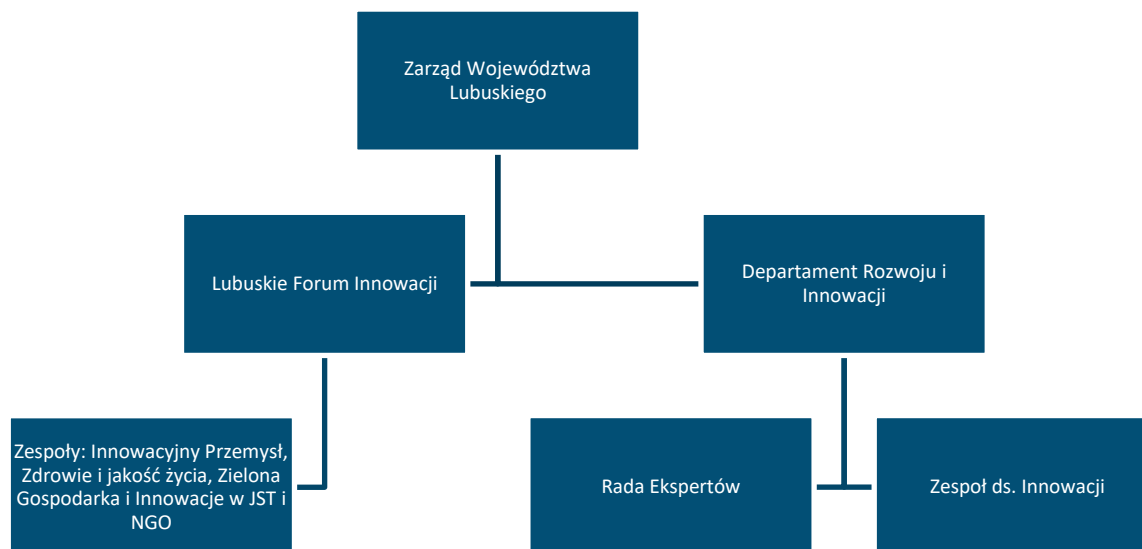 Zarząd Województwa
Lubuskiego
Lubuskie Forum Innowacji
Departament Rozwoju i
Innowacji
Zespoły: Innowacyjny Przemysł,
Zdrowie i jakość życia, Zielona
Gospodarka i Innowacje w JST i
NGO
Rada Ekspertów
Zespoł ds. Innowacji